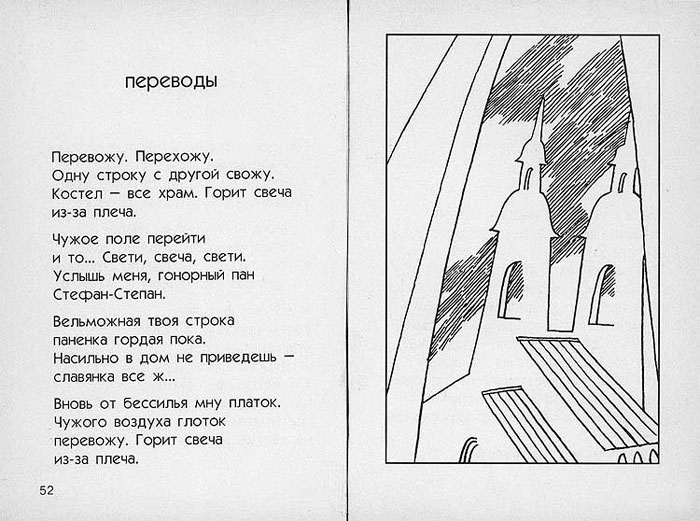 переводы
Перевожу. Перехожу.
Одну строку с другой свожу.
Костел – все храм. Горит свеча
из-за плеча.
Чужое поле перейти
и то... Свети, свеча, свети.
Услышь меня, гонорный пан
Стефан-Степан.
Вельможная твоя строка
паненка гордая пока.
Насильно в дом не приведешь –
славянка все ж...
Вновь от бессилья мну платок.
Чужого воздуха глоток
перевожу. Горит свеча
из-за плеча.
52